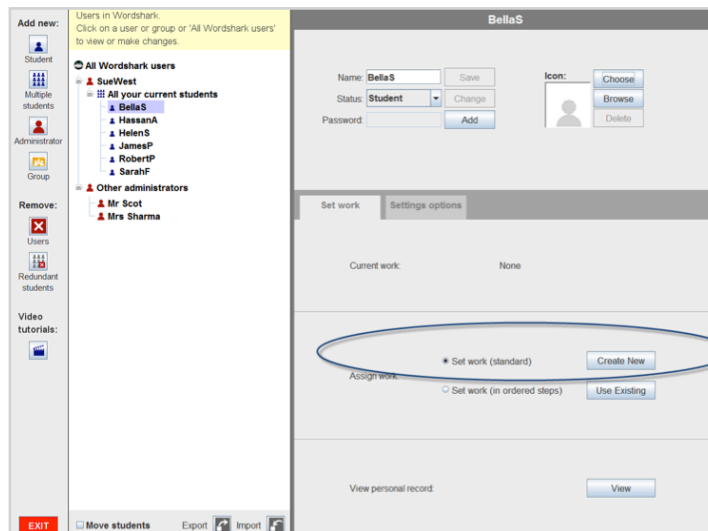 Add new:
Student
Multiple
students
Administrator
Group
Remove:
Users
Redundant
students
Video
tutorials:
EXIT
Users in Wordshark.
Click on a user or group or 'All Wordshark users'
to view or make changes.
All Wordshark users
SueWest
All your current students
BellaS
HassanA
HelenS
JamesP
RobertP
SarahF
Other administrators
Mr Scot
Mrs Sharma
Move students Export Import
BellaS
Name: BellaS Save
Status: Student Change
Password: Add
Icon: Choose
Browse
Delete
Set work Settings options
Current work: None
Assign work:
Set work (standard) Create New
Set work (in ordered steps) Use Existing
View personal record: View